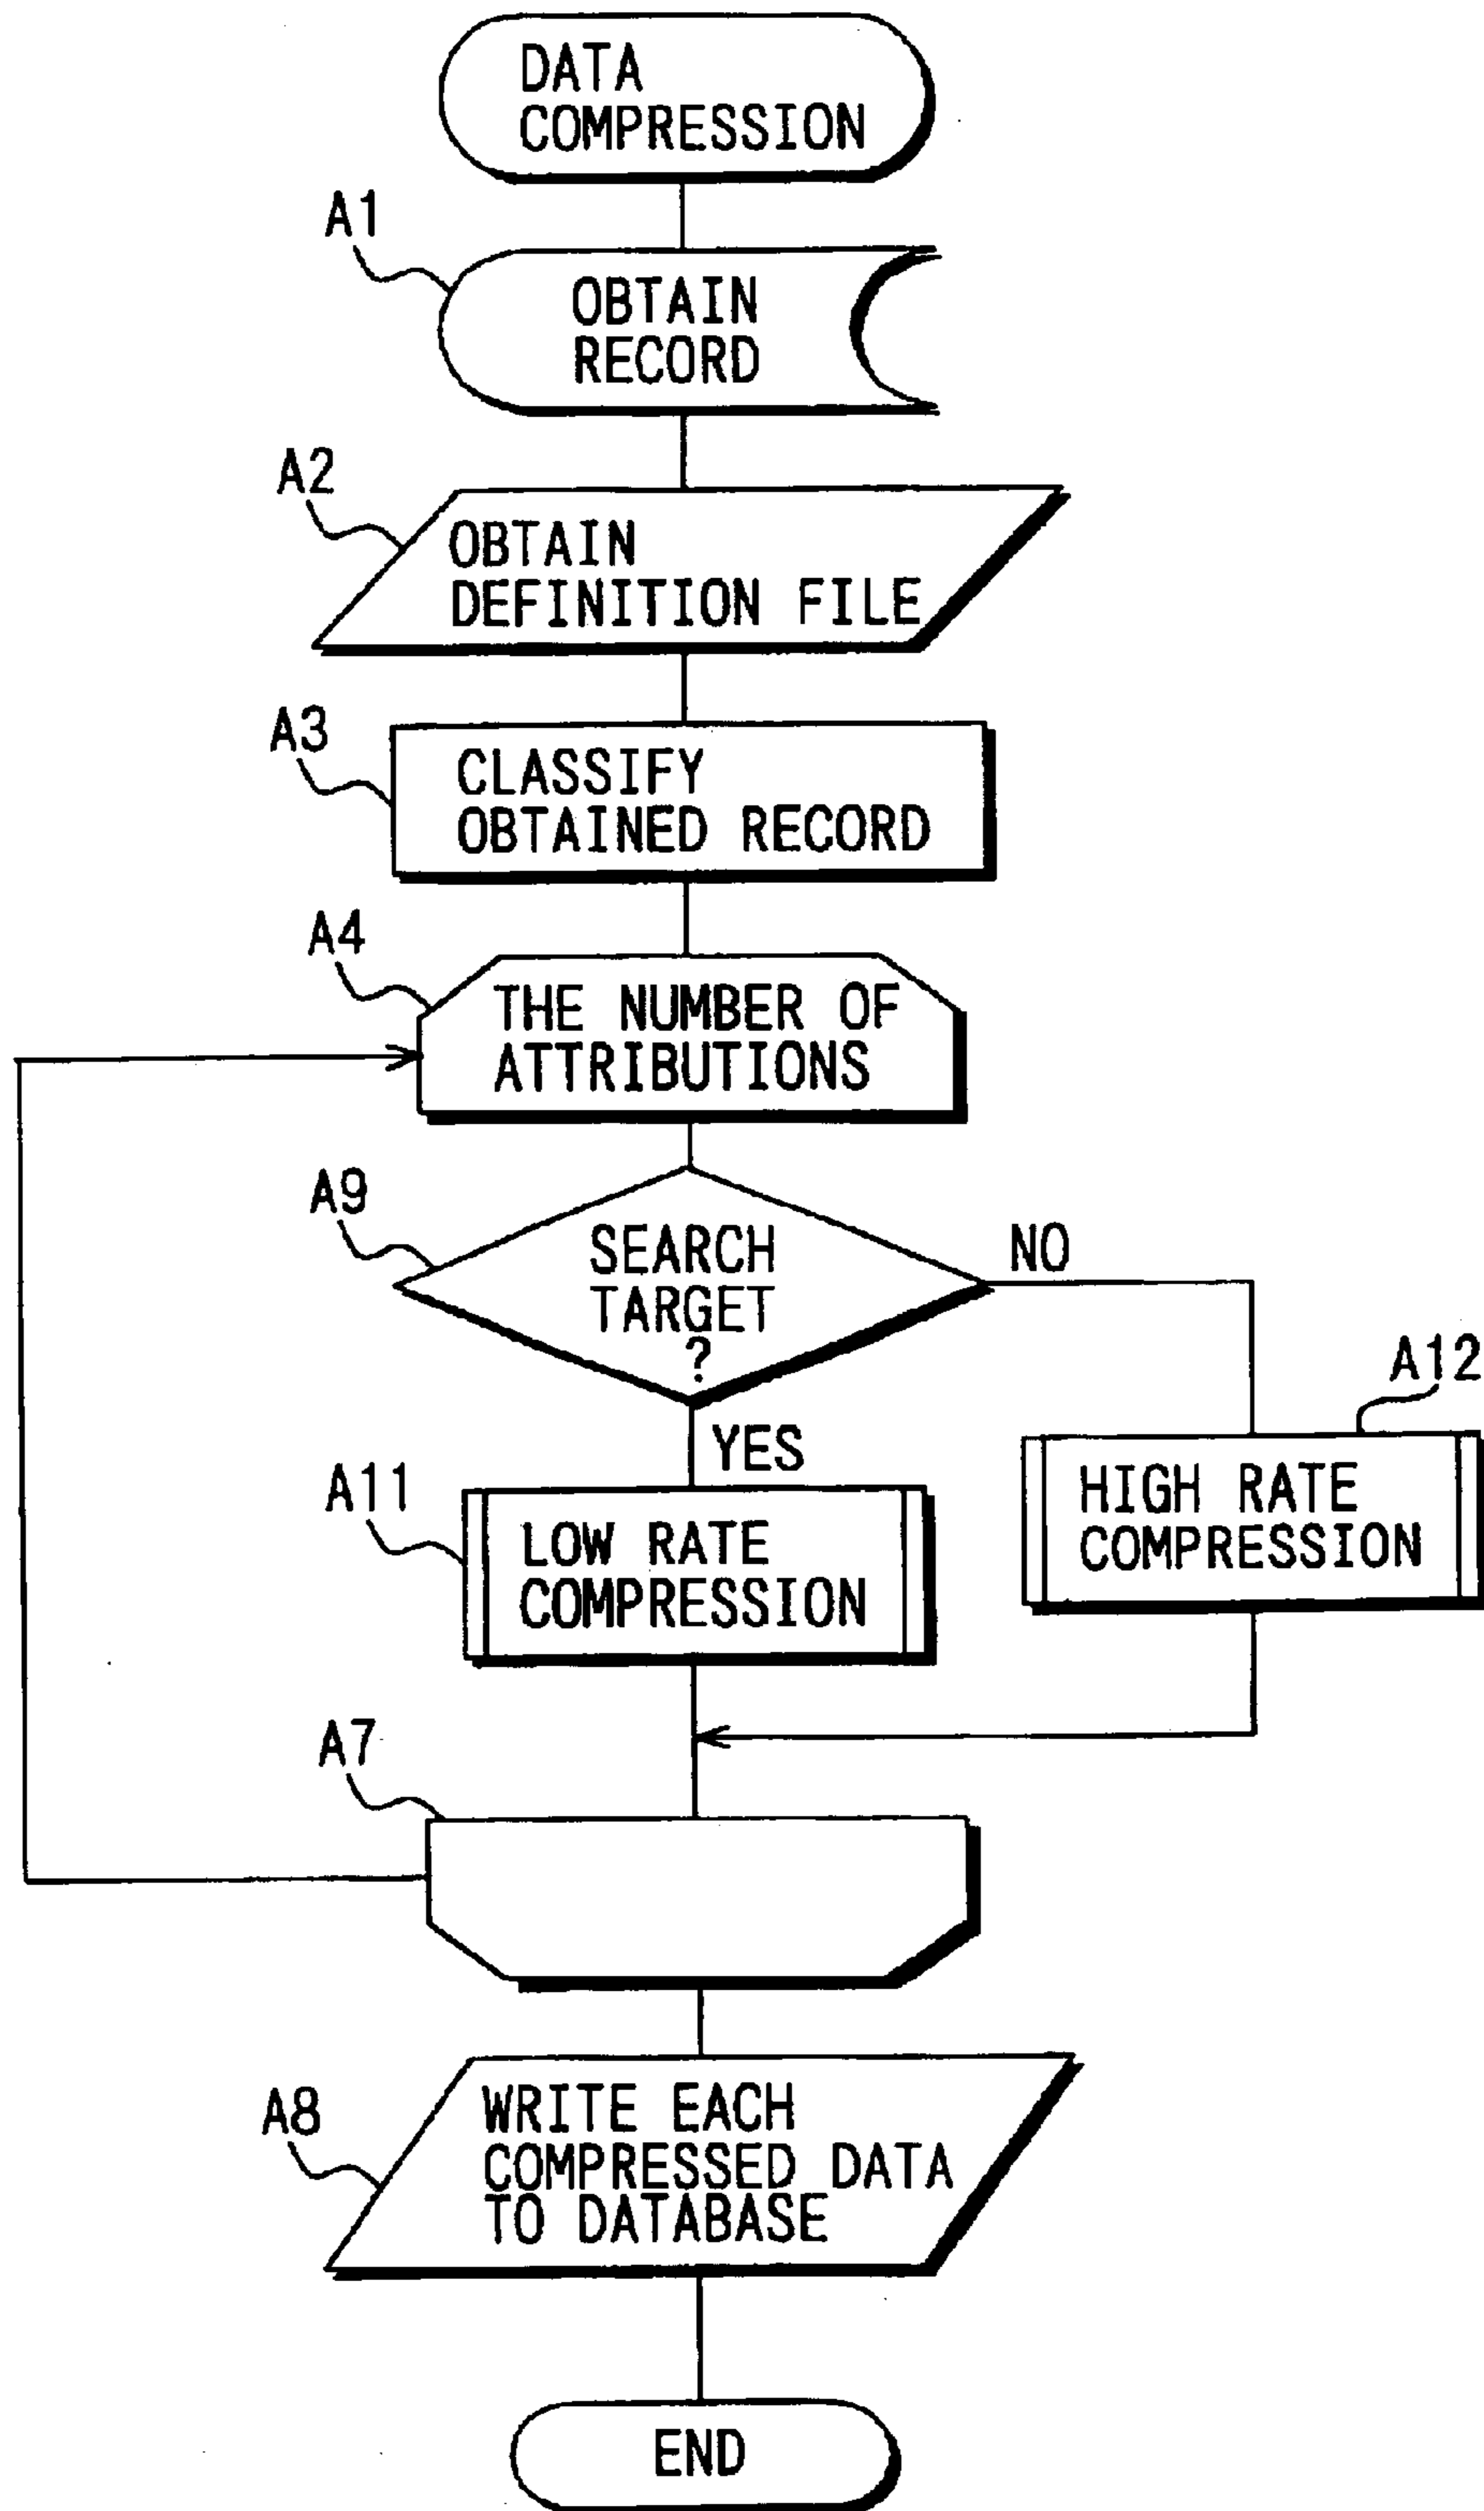 DATA
COMPRESSION
A1
OBTAIN
RECORD
A2
OBTAIN
DEFINITION FILE
A3
CLASSIFY
OBTAINED RECORD
A4
THE NUMBER OF
ATTRIBUTIONS
A9
SEARCH
TARGET
?
NO
YES
A12
HIGH RATE
COMPRESSION
A11
LOW RATE
COMPRESSION
A7
A8
WRITE EACH
COMPRESSED DATA
TO DATABASE
END